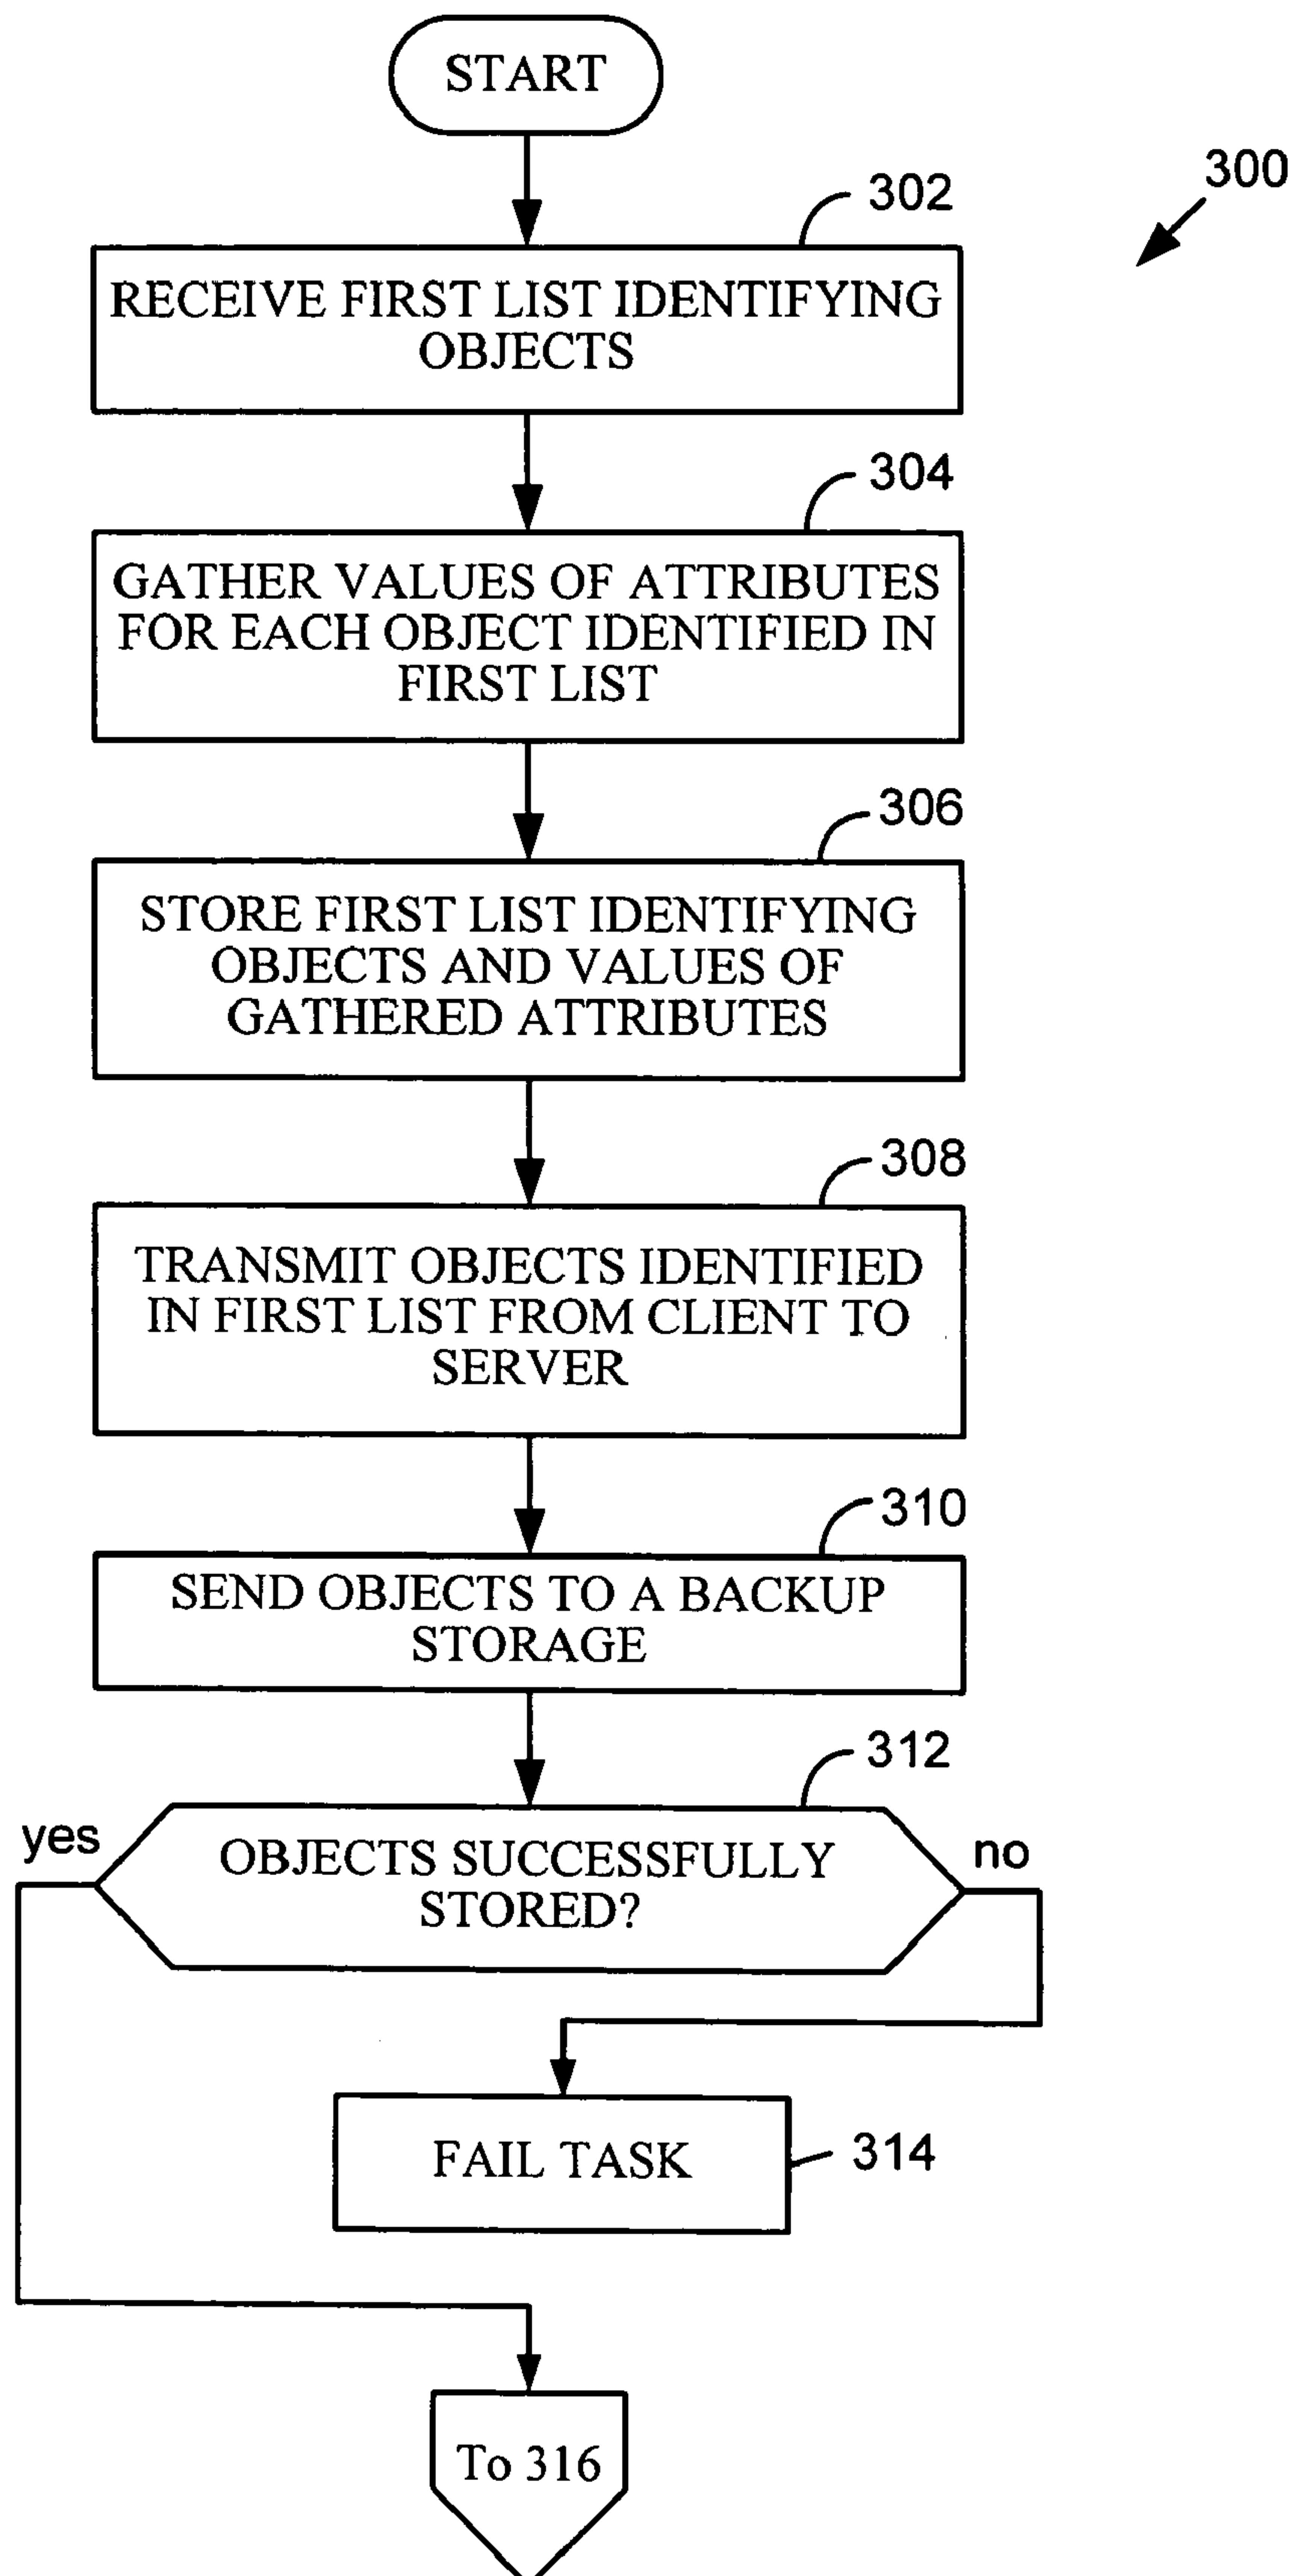 START
300
302
RECEIVE FIRST LIST IDENTIFYING
OBJECTS
304
GATHER VALUES OF ATTRIBUTES
FOR EACH OBJECT IDENTIFIED IN
FIRST LIST
306
STORE FIRST LIST IDENTIFYING
OBJECTS AND VALUES OF
GATHERED ATTRIBUTES
308
TRANSMIT OBJECTS IDENTIFIED
IN FIRST LIST FROM CLIENT TO
SERVER
310
SEND OBJECTS TO A BACKUP
STORAGE
312
yes
OBJECTS SUCCESSFULLY
STORED?
no
FAIL TASK
314
To 316